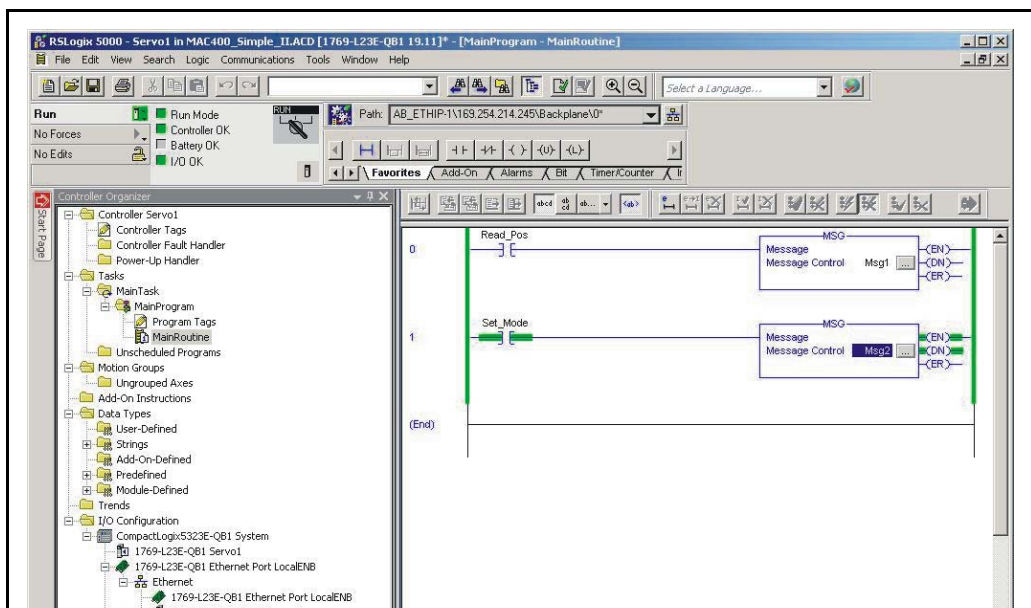 RSLogix 5000 - Servo1 in MAC400_Simple_II.ACD [1769-L23E-QB1 19.11]* - [MainProgram - MainRoutine]
File Edit View Search Logic Communications Tools Window Help
Select a Language...
Run
Run Mode
RUN
Path: AB_ETHIP-1\169.254.214.245\Backplane\0*
No Forces
Controller OK
Battery OK
No Edits
I/O OK
(U) (L)
Favorites Add-On Alarms Bit Timer/Counter
Start Page
Controller Organizer
abcd ab cd ab... <ab>
Controller Servo1
Controller Tags
Controller Fault Handler
Power-Up Handler
Tasks
MainTask
MainProgram
Program Tags
MainRoutine
Unscheduled Programs
Motion Groups
Ungrouped Axes
Add-On Instructions
Data Types
User-Defined
Strings
Add-On-Defined
Predefined
Module-Defined
Trends
I/O Configuration
CompactLogix5323E-QB1 System
1769-L23E-QB1 Servo1
1769-L23E-QB1 Ethernet Port LocalENB
Ethernet
1769-L23E-QB1 Ethernet Port LocalENB
0
Read_Pos
MSG
Message
Message Control Msg1 ...
(EN)
(DN)
(ER)
1
Set_Mode
MSG
Message
Message Control Msg2 ...
(EN)
(DN)
(ER)
(End)